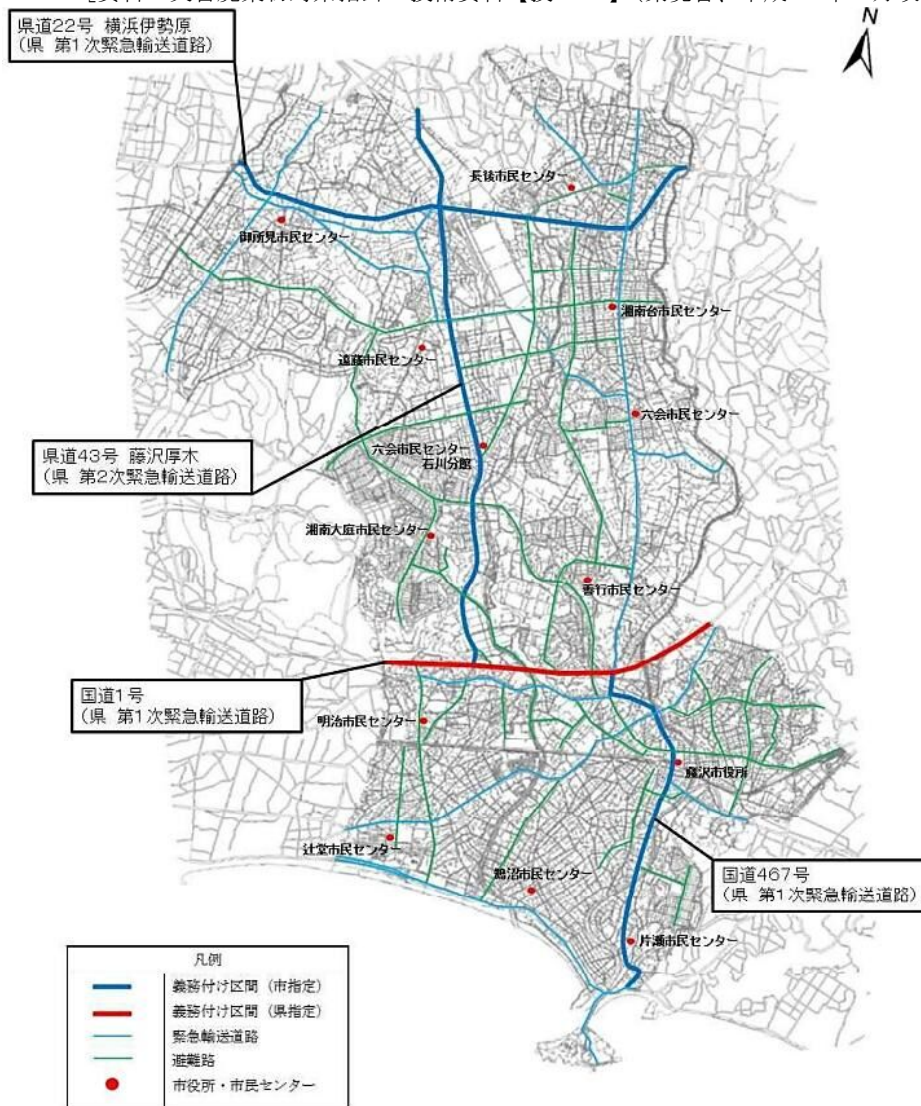 県道22号 横浜伊勢原
(県 第1次緊急輸送道路)
N
長後市民センター
御所見市民センター
湘南台市民センター
遠藤市民センター
六会市民センター
県道43号 藤沢厚木
(県 第2次緊急輸送道路)
六会市民センター
石川分館
湘南大庭市民センター
善行市民センター
国道1号
(県 第1次緊急輸送道路)
明治市民センター
藤沢市役所
辻堂市民センター
鵠沼市民センター
国道467号
(県 第1次緊急輸送道路)
片瀬市民センター
凡例
義務付け区間(市指定)
義務付け区間(県指定)
緊急輸送道路
避難路
市役所・市民センター